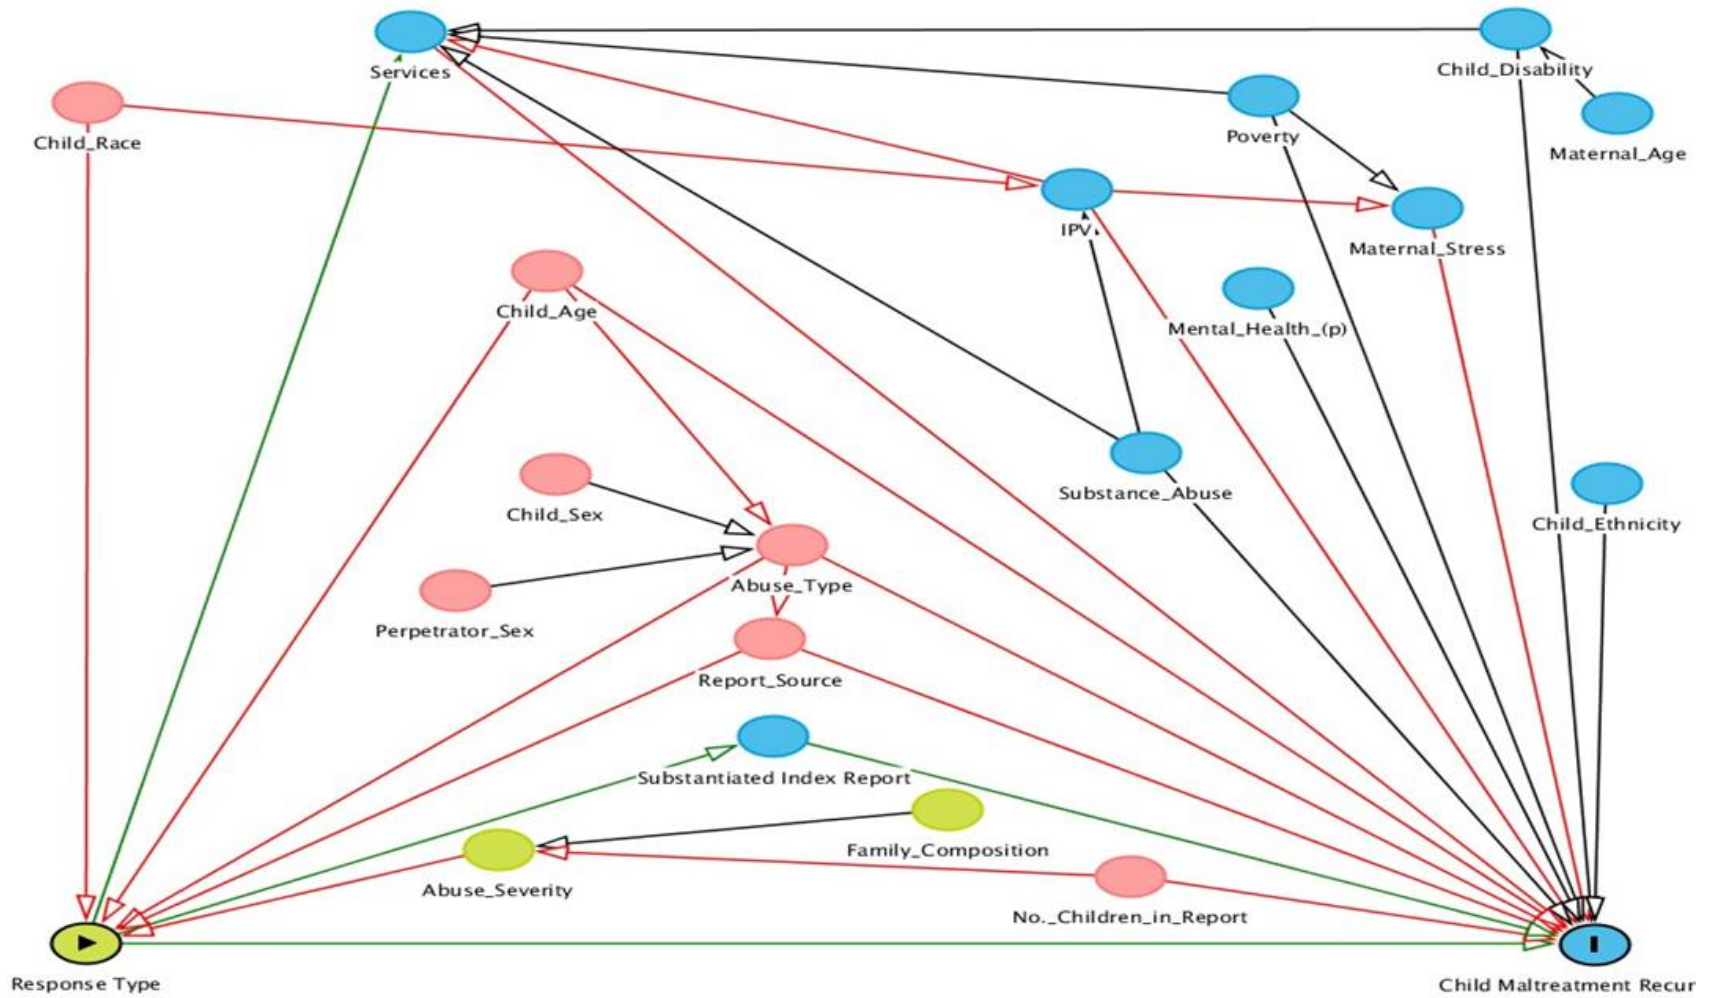 Services
Child_Disability
Child_Race
Poverty
Maternal_Age
IPV
Maternal_Stress
Child_Age
Mental_Health_(p)
Substance_Abuse
Child_Sex
Child_Ethnicity
Abuse_Type
Perpetrator_Sex
Report_Source
Substantiated Index Report
Family_Composition
Abuse_Severity
No._Children_in_Report
Response Type
Child Maltreatment Recur